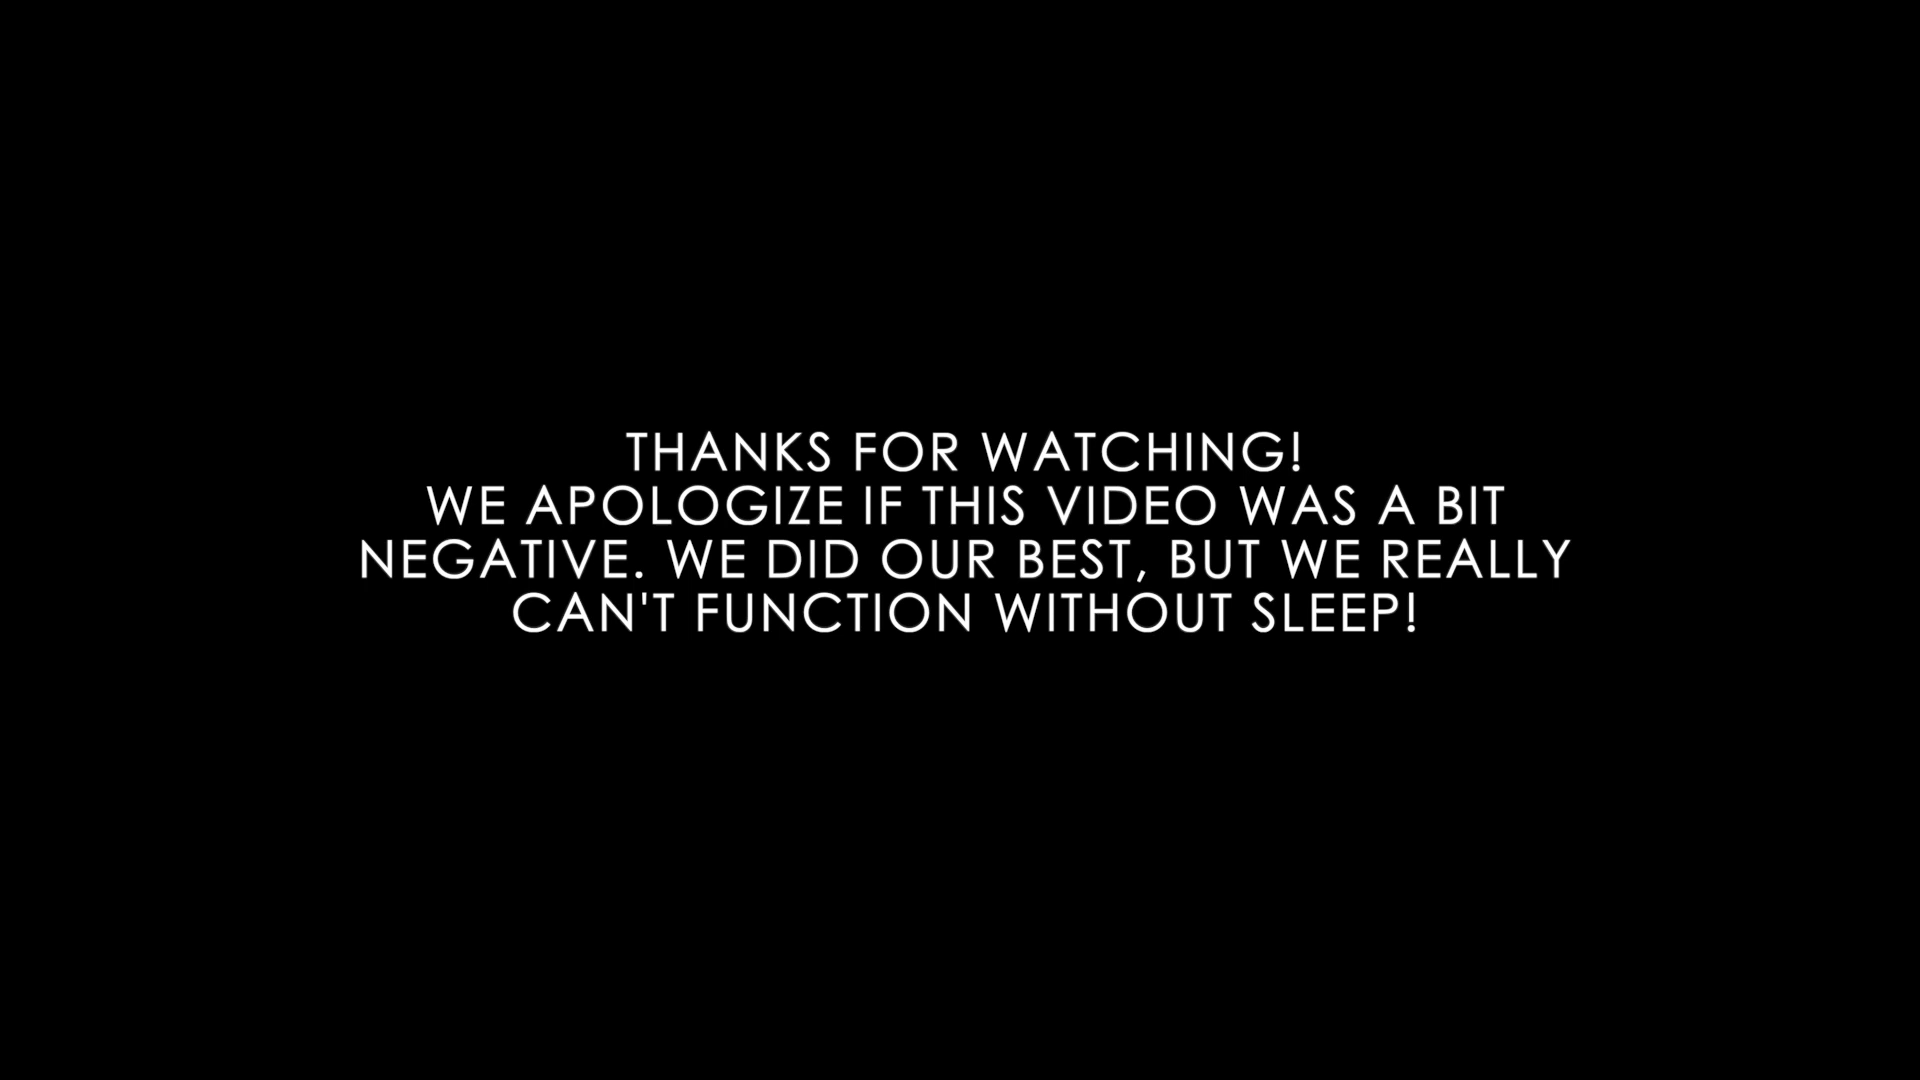 THANKS FOR WATCHING!
WE APOLOGIZE IF THIS VIDEO WAS A BIT
NEGATIVE. WE DID OUR BEST, BUT WE REALLY
CAN'T FUNCTION WITHOUT SLEEP!